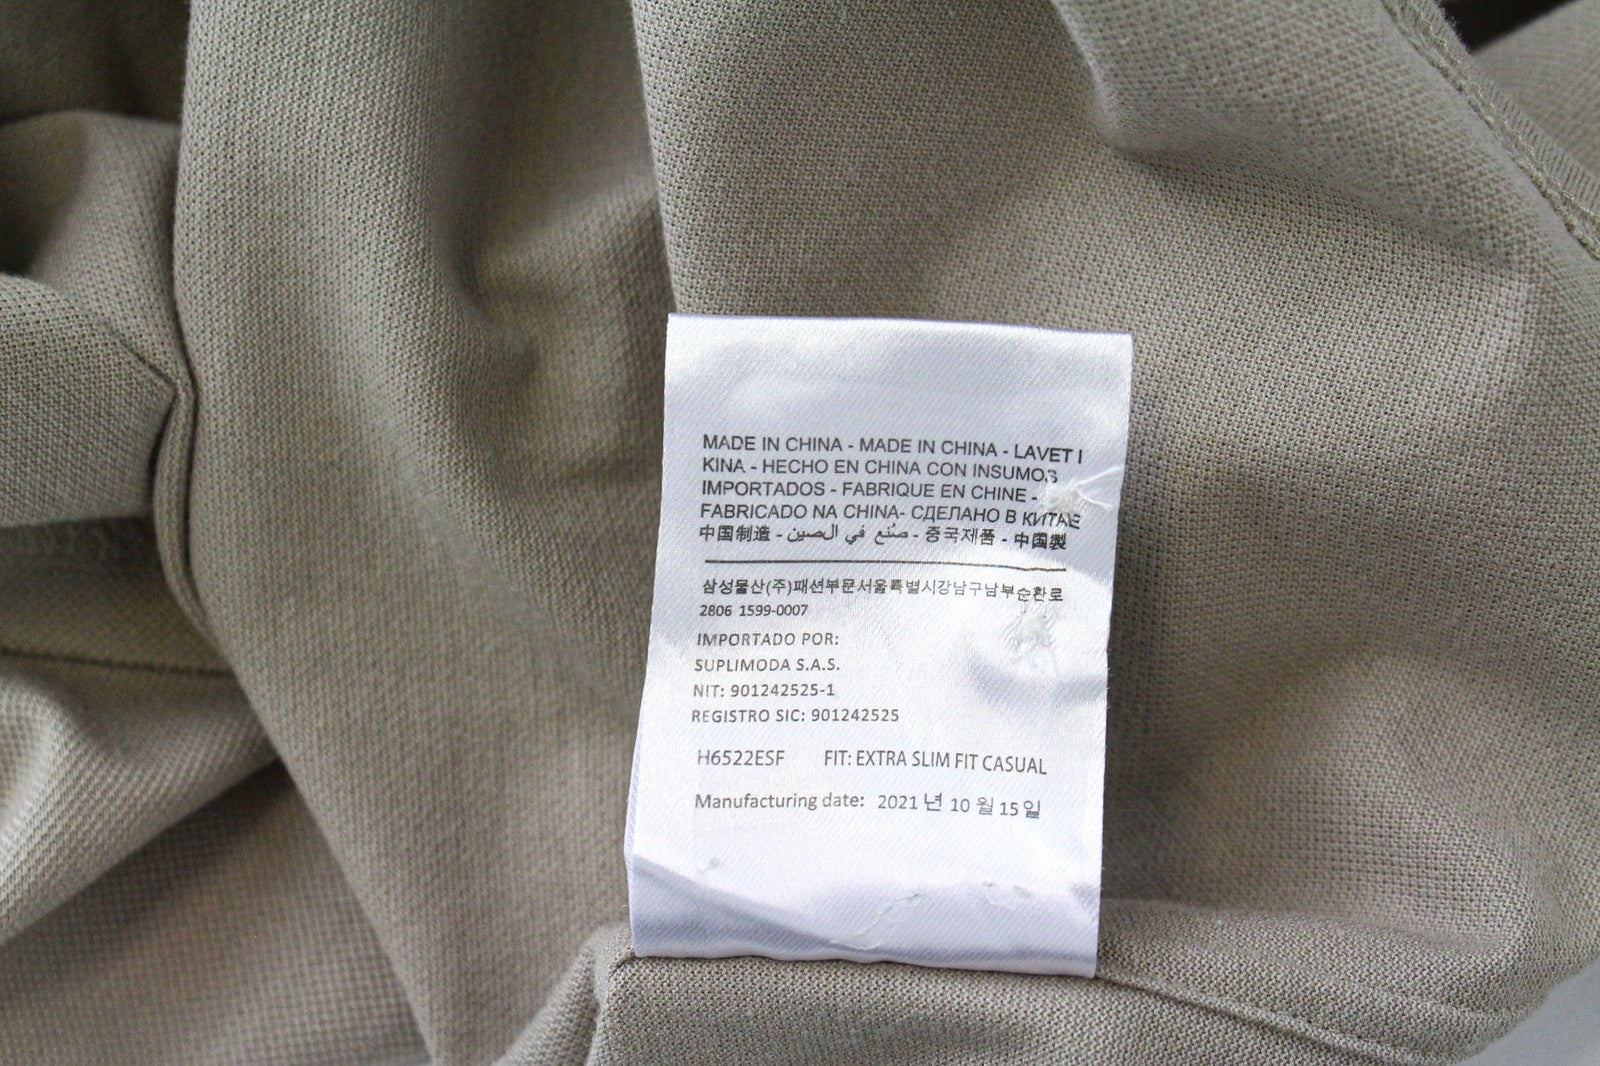 MADE IN CHINA - MADE IN CHINA - LAVET I
KINA - HECHO EN CHINA CON INSUMOS
IMPORTADOS - FABRIQUE EN CHINE -
FABRICADO NA CHINA- СДЕЛАНО В КИТАЕ
中国制造 - صُنع في الصين - 중국제품 - 中国製
삼성물산(주)패션부문서울특별시강남구남부순환로
2806 1599-0007
IMPORTADO POR:
SUPLIMODA S.A.S.
NIT: 901242525-1
REGISTRO SIC: 901242525
H6522ESF FIT: EXTRA SLIM FIT CASUAL
Manufacturing date: 2021 년 10 월 15 일